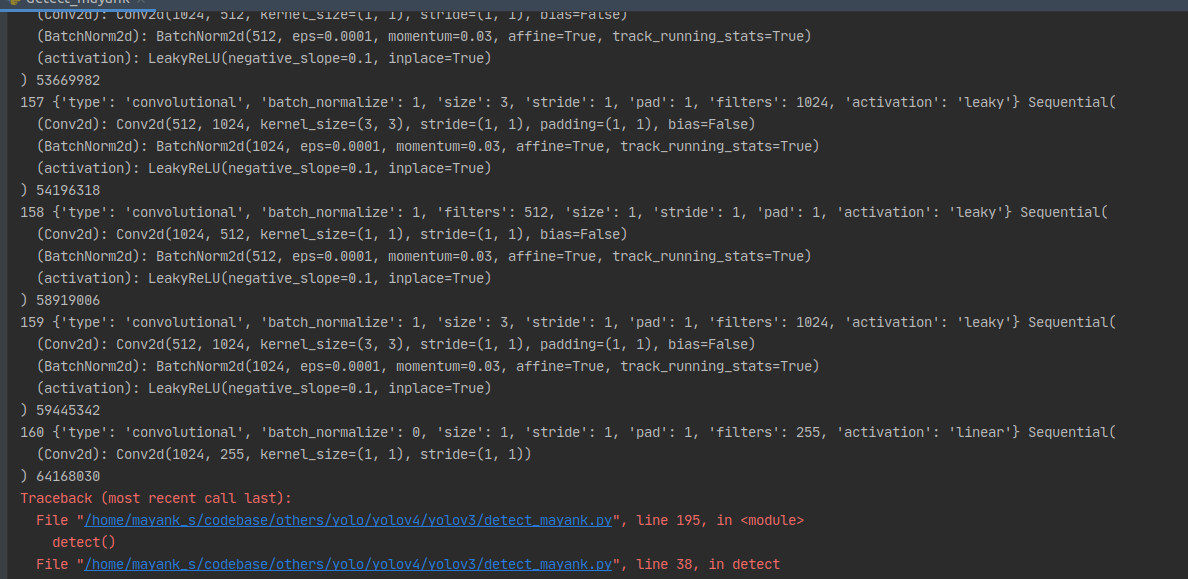 detect_mayank
(Conv2d): Conv2d(1024, 512, kernel_size=(1, 1), stride=(1, 1), bias=False)
(BatchNorm2d): BatchNorm2d(512, eps=0.0001, momentum=0.03, affine=True, track_running_stats=True)
(activation): LeakyReLU(negative_slope=0.1, inplace=True)
) 53669982
157 {'type': 'convolutional', 'batch_normalize': 1, 'size': 3, 'stride': 1, 'pad': 1, 'filters': 1024, 'activation': 'leaky'} Sequential(
(Conv2d): Conv2d(512, 1024, kernel_size=(3, 3), stride=(1, 1), padding=(1, 1), bias=False)
(BatchNorm2d): BatchNorm2d(1024, eps=0.0001, momentum=0.03, affine=True, track_running_stats=True)
(activation): LeakyReLU(negative_slope=0.1, inplace=True)
) 54196318
158 {'type': 'convolutional', 'batch_normalize': 1, 'filters': 512, 'size': 1, 'stride': 1, 'pad': 1, 'activation': 'leaky'} Sequential(
(Conv2d): Conv2d(1024, 512, kernel_size=(1, 1), stride=(1, 1), bias=False)
(BatchNorm2d): BatchNorm2d(512, eps=0.0001, momentum=0.03, affine=True, track_running_stats=True)
(activation): LeakyReLU(negative_slope=0.1, inplace=True)
) 58919006
159 {'type': 'convolutional', 'batch_normalize': 1, 'size': 3, 'stride': 1, 'pad': 1, 'filters': 1024, 'activation': 'leaky'} Sequential(
(Conv2d): Conv2d(512, 1024, kernel_size=(3, 3), stride=(1, 1), padding=(1, 1), bias=False)
(BatchNorm2d): BatchNorm2d(1024, eps=0.0001, momentum=0.03, affine=True, track_running_stats=True)
(activation): LeakyReLU(negative_slope=0.1, inplace=True)
) 59445342
160 {'type': 'convolutional', 'batch_normalize': 0, 'size': 1, 'stride': 1, 'pad': 1, 'filters': 255, 'activation': 'linear'} Sequential(
(Conv2d): Conv2d(1024, 255, kernel_size=(1, 1), stride=(1, 1))
) 64168030
Traceback (most recent call last):
File "/home/mayank_s/codebase/others/yolo/yolov4/yolov3/detect_mayank.py", line 195, in <module>
detect()
File "/home/mayank_s/codebase/others/yolo/yolov4/yolov3/detect_mayank.py", line 38, in detect